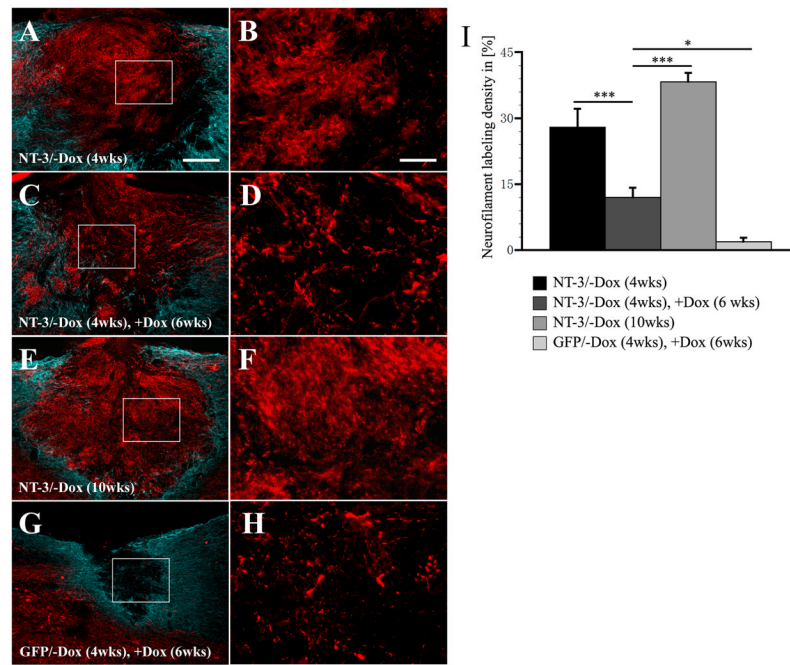 A
NT-3/-Dox (4wks)
B
C
NT-3/-Dox (4wks), +Dox (6wks)
D
E
NT-3/-Dox (10wks)
F
G
GFP/-Dox (4wks), +Dox (6wks)
H
I
Neurofilament labeling density in [%]
45
30
15
0
***
***
*
NT-3/-Dox (4wks)
NT-3/-Dox (4wks), +Dox (6 wks)
NT-3/-Dox (10wks)
GFP/-Dox (4wks), +Dox (6wks)